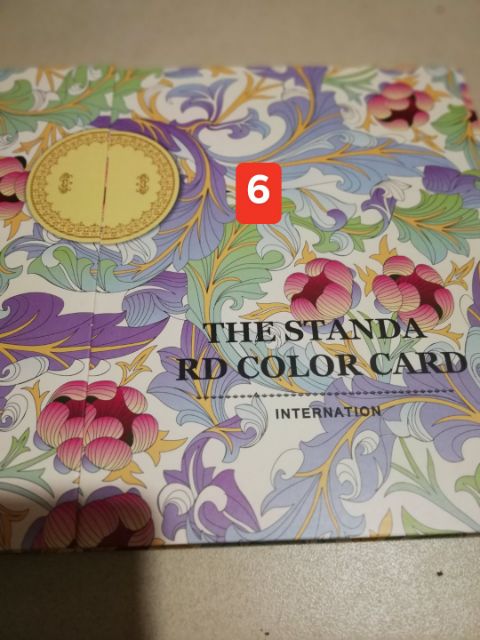 6
THE STANDA
RD COLOR CARD
INTERNATION